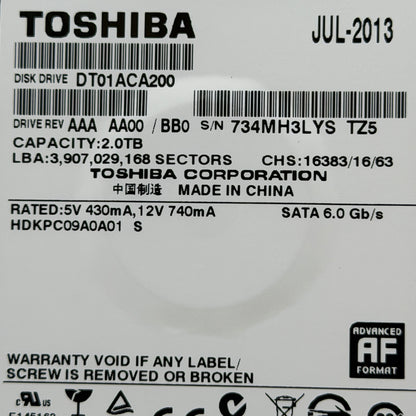 TOSHIBA JUL-2013
DISK DRIVE DT01ACA200
DRIVE REV AAA AA00 / BB0 S/N 734MH3LYS TZ5
CAPACITY:2.0TB
LBA:3,907,029,168 SECTORS CHS:16383/16/63
TOSHIBA CORPORATION
中国制造 MADE IN CHINA
RATED:5V 430mA,12V 740mA SATA 6.0 Gb/s
HDKPC09A0A01 S
ADVANCED
AF
FORMAT
WARRANTY VOID IF ANY LABEL/
SCREW IS REMOVED OR BROKEN
c RU us